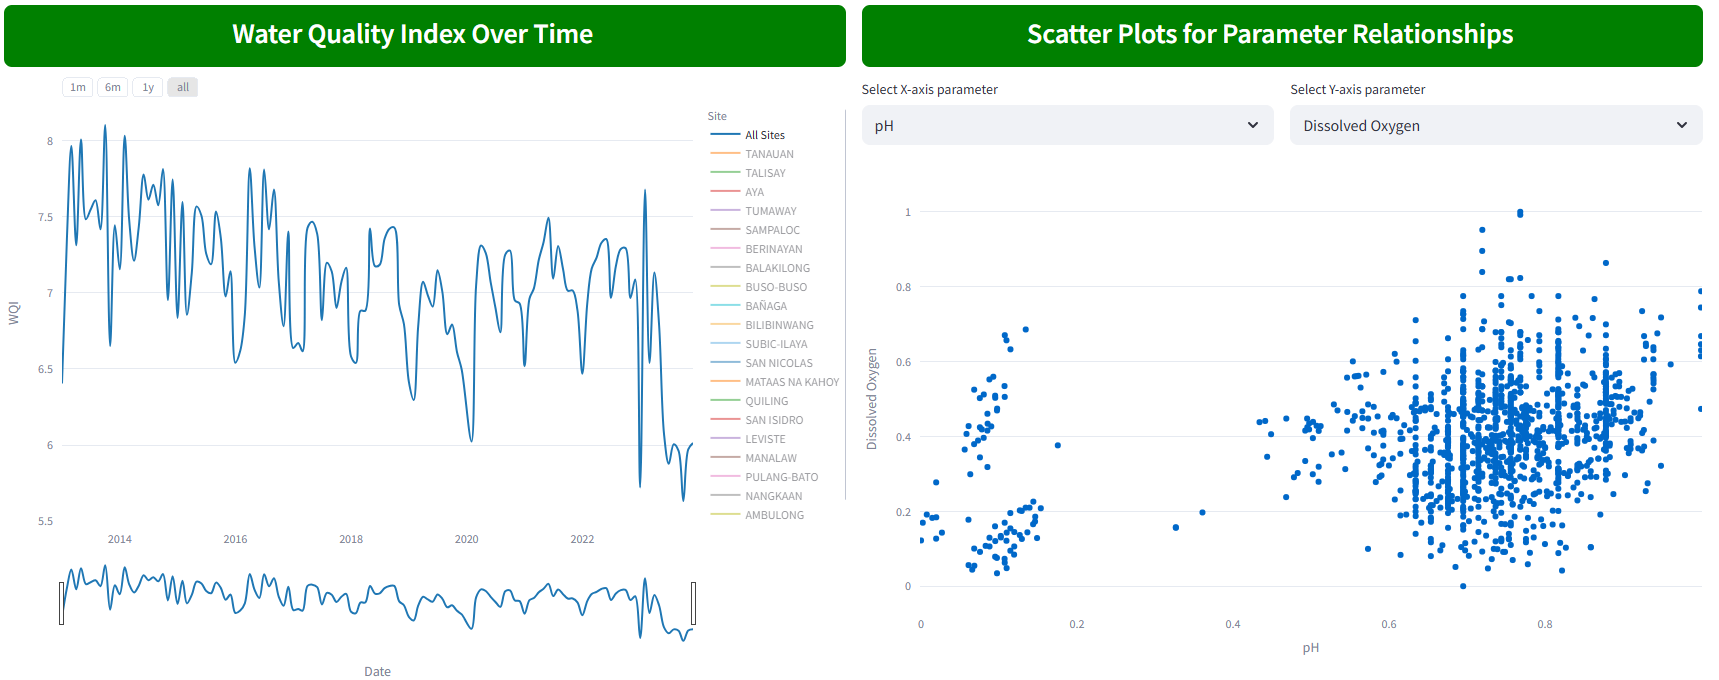 Water Quality Index Over Time
1m 6m 1y all
WQI
8
7.5
7
6.5
6
5.5
2014 2016 2018 2020 2022
Date
Site
All Sites
TANAUAN
TALISAY
AYA
TUMAWAY
SAMPALOC
BERINAYAN
BALAKILONG
BUSO-BUSO
BAÑAGA
BILIBINWANG
SUBIC-ILAYA
SAN NICOLAS
MATAAS NA KAHOY
QUILING
SAN ISIDRO
LEVISTE
MANALAW
PULANG-BATO
NANGKAAN
AMBULONG
Scatter Plots for Parameter Relationships
Select X-axis parameter
pH
Select Y-axis parameter
Dissolved Oxygen
Dissolved Oxygen
1
0.8
0.6
0.4
0.2
0
0 0.2 0.4 0.6 0.8
pH